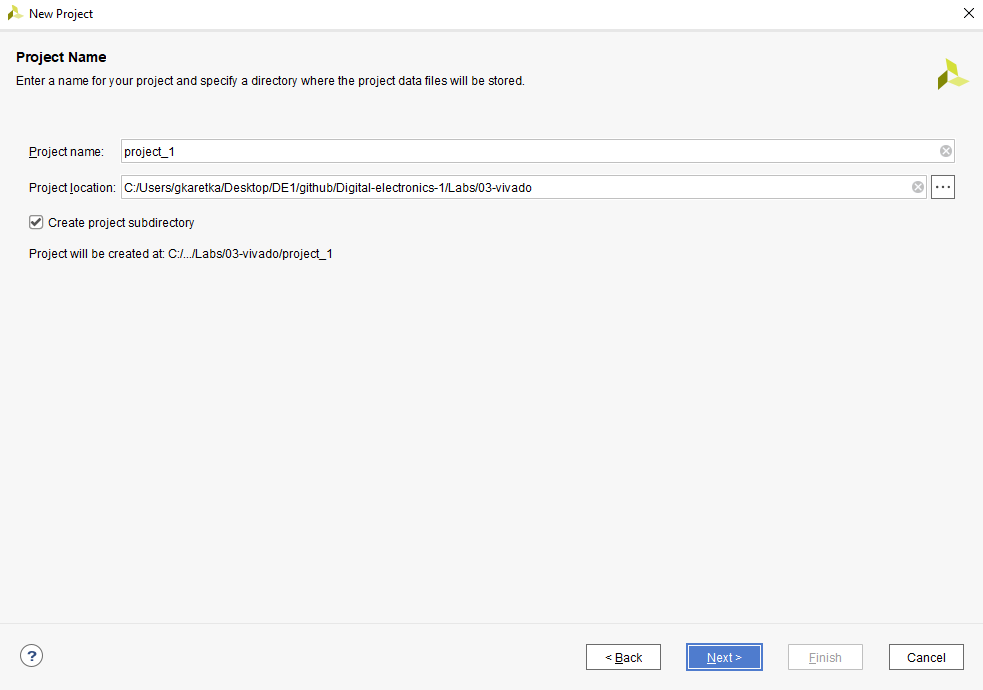 New Project
Project Name
Enter a name for your project and specify a directory where the project data files will be stored.
Project name: project_1
Project location: C:/Users/gkaretka/Desktop/DE1/github/Digital-electronics-1/Labs/03-vivado ...
Create project subdirectory
Project will be created at: C:/.../Labs/03-vivado/project_1
? < Back Next > Finish Cancel